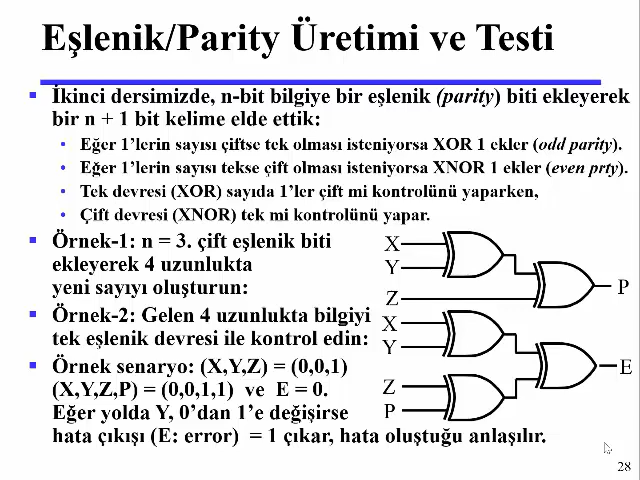 Eşlenik/Parity Üretimi ve Testi
▪ İkinci dersimizde, n-bit bilgiye bir eşlenik (parity) biti ekleyerek
bir n + 1 bit kelime elde ettik:
• Eğer 1’lerin sayısı çiftse tek olması isteniyorsa XOR 1 ekler (odd parity).
• Eğer 1’lerin sayısı tekse çift olması isteniyorsa XNOR 1 ekler (even prty).
• Tek devresi (XOR) sayıda 1’ler çift mi kontrolünü yaparken,
• Çift devresi (XNOR) tek mi kontrolünü yapar.
▪ Örnek-1: n = 3. çift eşlenik biti
ekleyerek 4 uzunlukta
yeni sayıyı oluşturun:
X
Y
Z
P
▪ Örnek-2: Gelen 4 uzunlukta bilgiyi
tek eşlenik devresi ile kontrol edin:
X
Y
Z
P
E
▪ Örnek senaryo: (X,Y,Z) = (0,0,1)
(X,Y,Z,P) = (0,0,1,1) ve E = 0.
Eğer yolda Y, 0’dan 1’e değişirse
hata çıkışı (E: error) = 1 çıkar, hata oluştuğu anlaşılır.
28